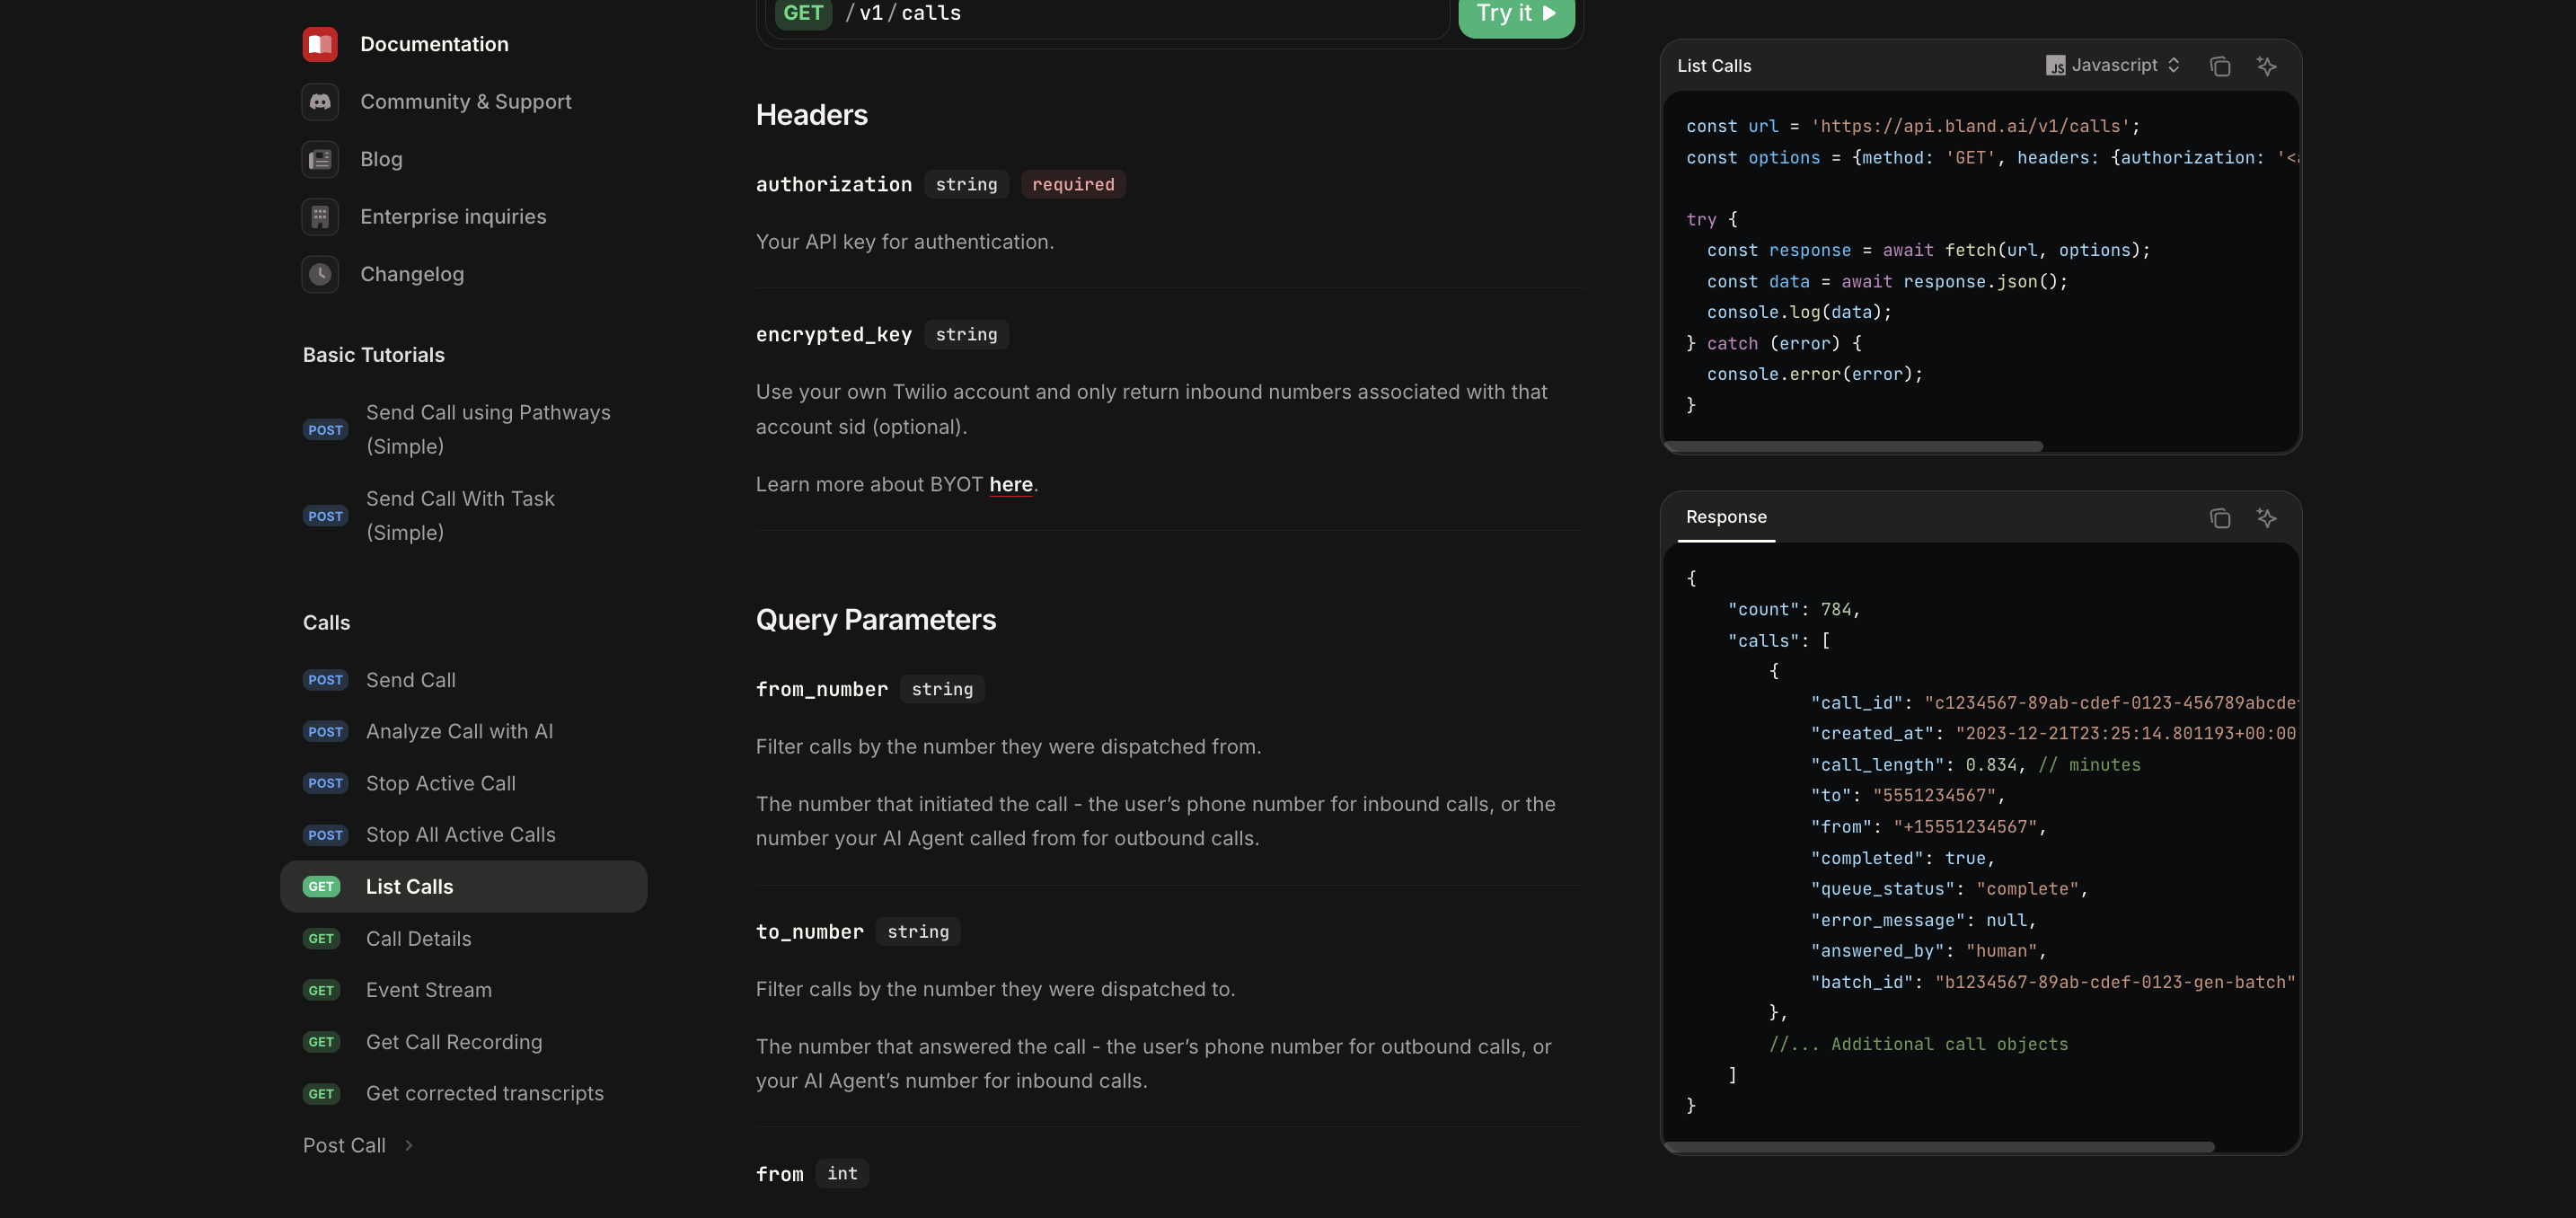 Documentation
Community & Support
Blog
Enterprise inquiries
Changelog
Basic Tutorials
POST Send Call using Pathways
(Simple)
POST Send Call With Task
(Simple)
Calls
POST Send Call
POST Analyze Call with AI
POST Stop Active Call
POST Stop All Active Calls
GET List Calls
GET Call Details
GET Event Stream
GET Get Call Recording
GET Get corrected transcripts
Post Call
GET /v1/calls
Try it
Headers
authorization string required
Your API key for authentication.
encrypted_key string
Use your own Twilio account and only return inbound numbers associated with that
account sid (optional).
Learn more about BYOT here.
Query Parameters
from_number string
Filter calls by the number they were dispatched from.
The number that initiated the call - the user’s phone number for inbound calls, or the
number your AI Agent called from for outbound calls.
to_number string
Filter calls by the number they were dispatched to.
The number that answered the call - the user’s phone number for outbound calls, or
your AI Agent’s number for inbound calls.
from int
List Calls
JS Javascript
const url = 'https://api.bland.ai/v1/calls';
const options = {method: 'GET', headers: {authorization: '<
try {
  const response = await fetch(url, options);
  const data = await response.json();
  console.log(data);
} catch (error) {
  console.error(error);
}
Response
{
    "count": 784,
    "calls": [
        {
            "call_id": "c1234567-89ab-cdef-0123-456789abcde
            "created_at": "2023-12-21T23:25:14.801193+00:00
            "call_length": 0.834, // minutes
            "to": "5551234567",
            "from": "+15551234567",
            "completed": true,
            "queue_status": "complete",
            "error_message": null,
            "answered_by": "human",
            "batch_id": "b1234567-89ab-cdef-0123-gen-batch"
        },
        //... Additional call objects
    ]
}